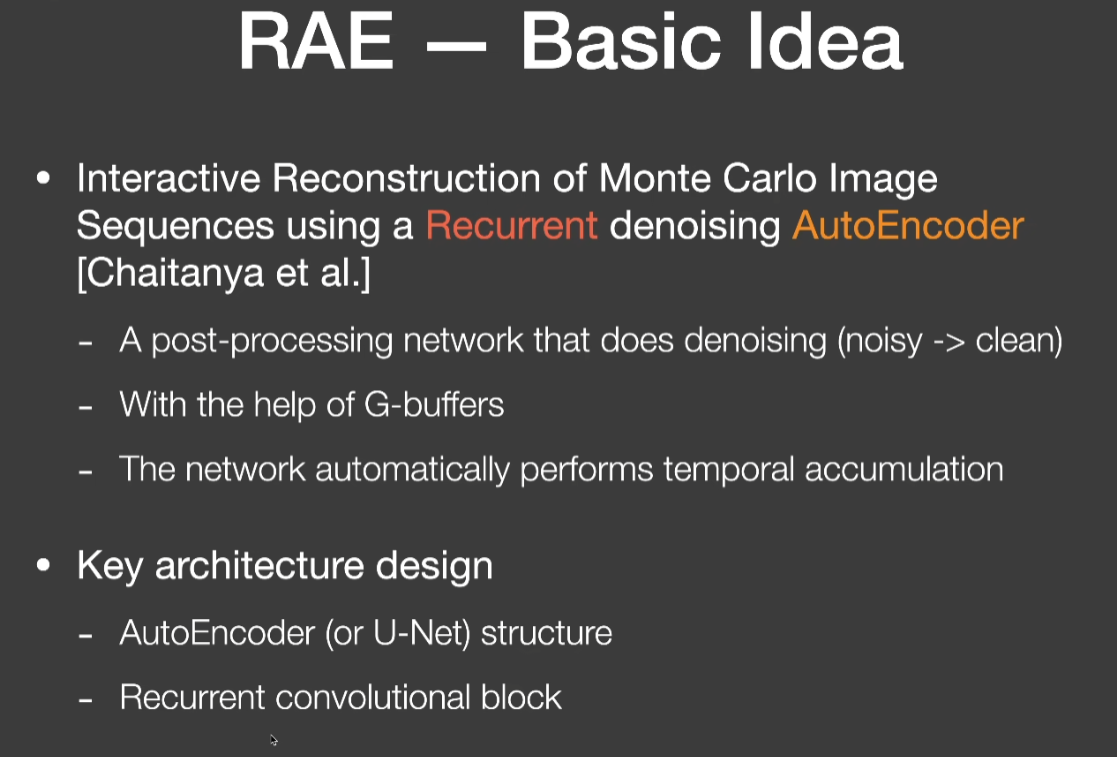 RAE — Basic Idea
• Interactive Reconstruction of Monte Carlo Image
Sequences using a Recurrent denoising AutoEncoder
[Chaitanya et al.]
- A post-processing network that does denoising (noisy -> clean)
- With the help of G-buffers
- The network automatically performs temporal accumulation
• Key architecture design
- AutoEncoder (or U-Net) structure
- Recurrent convolutional block